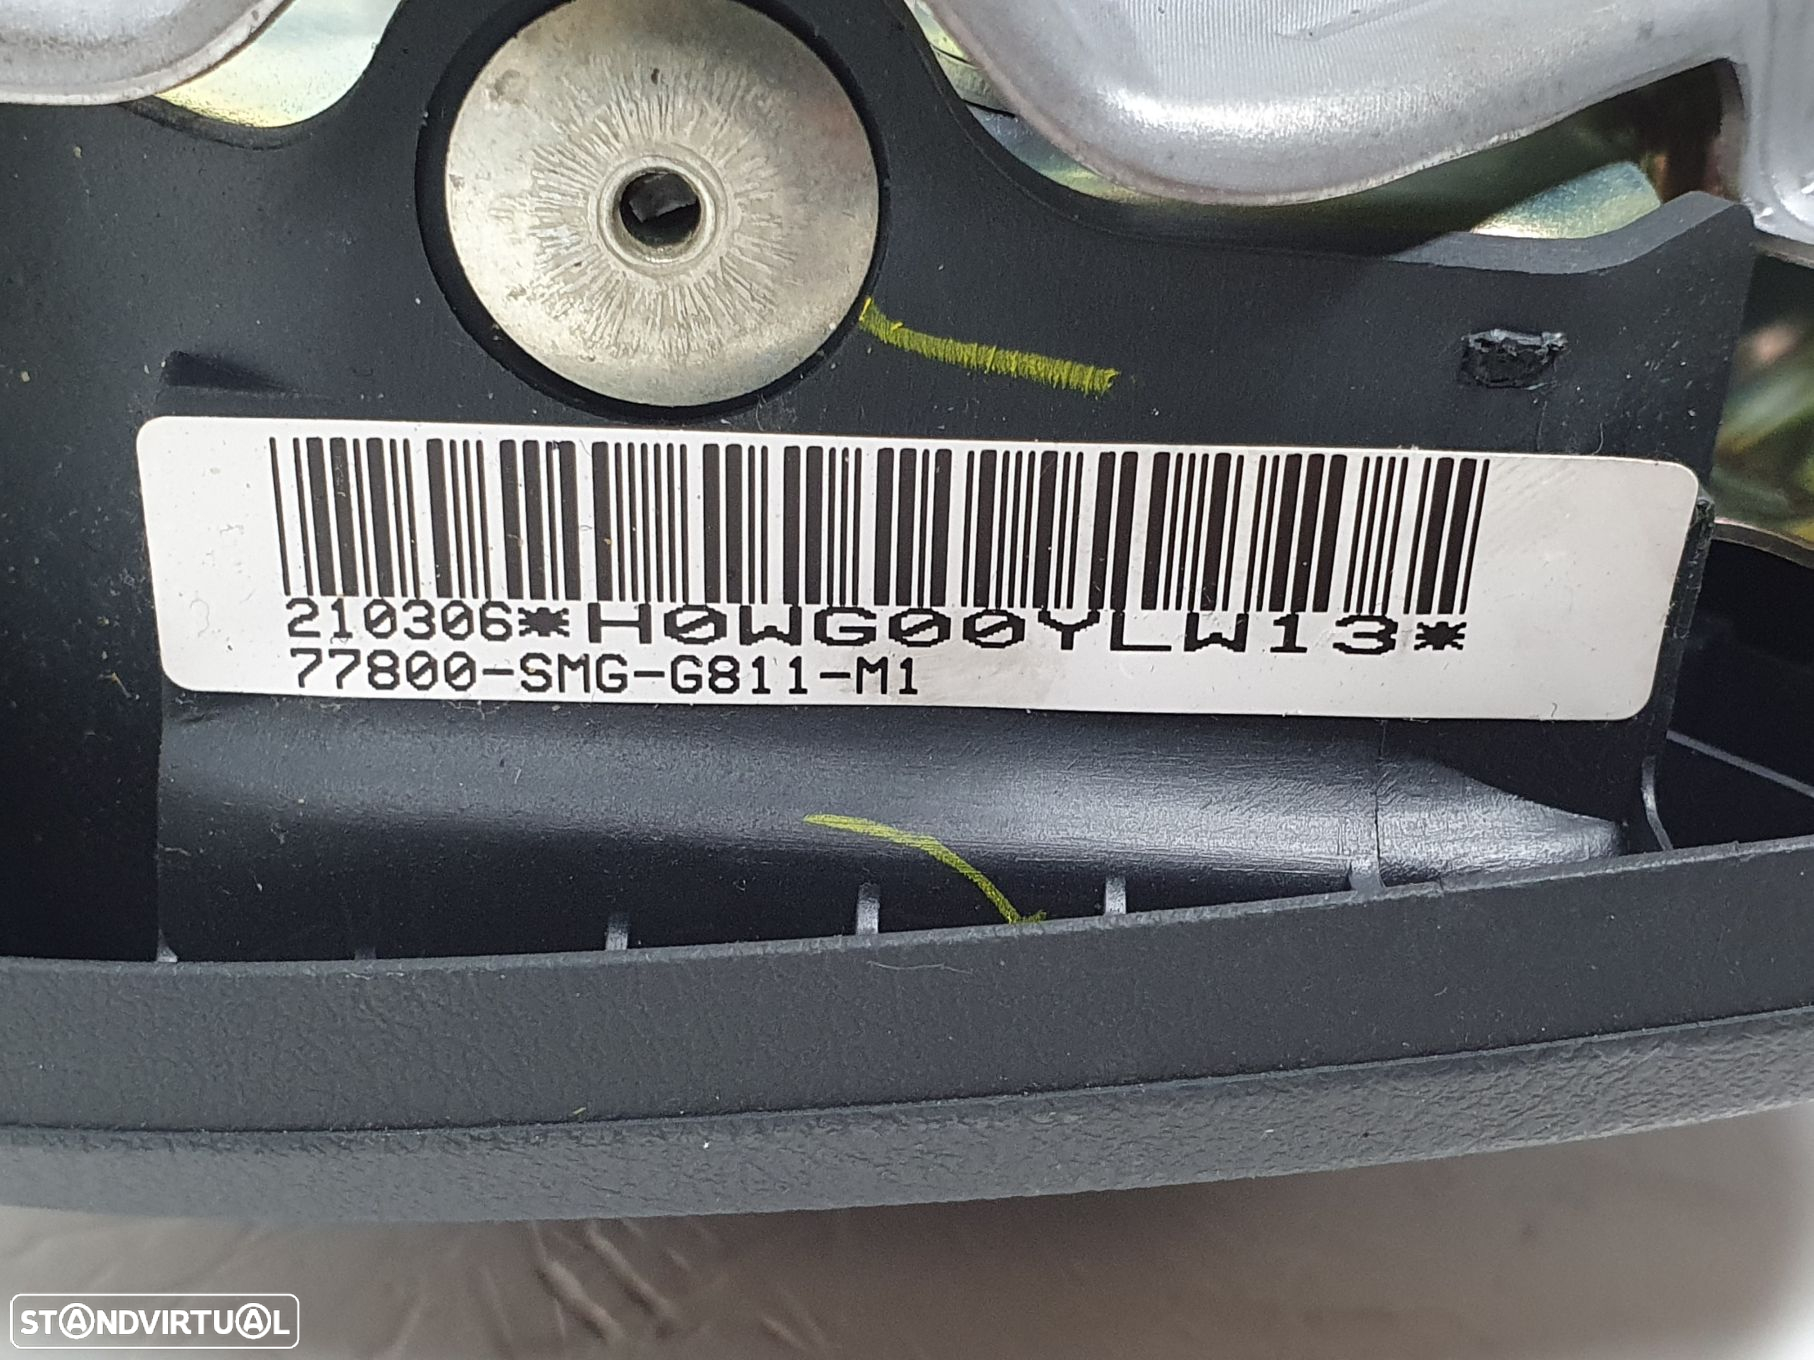 210306*H0WG00YLW13*
77800-SMG-G811-M1
STANDVIRTUAL